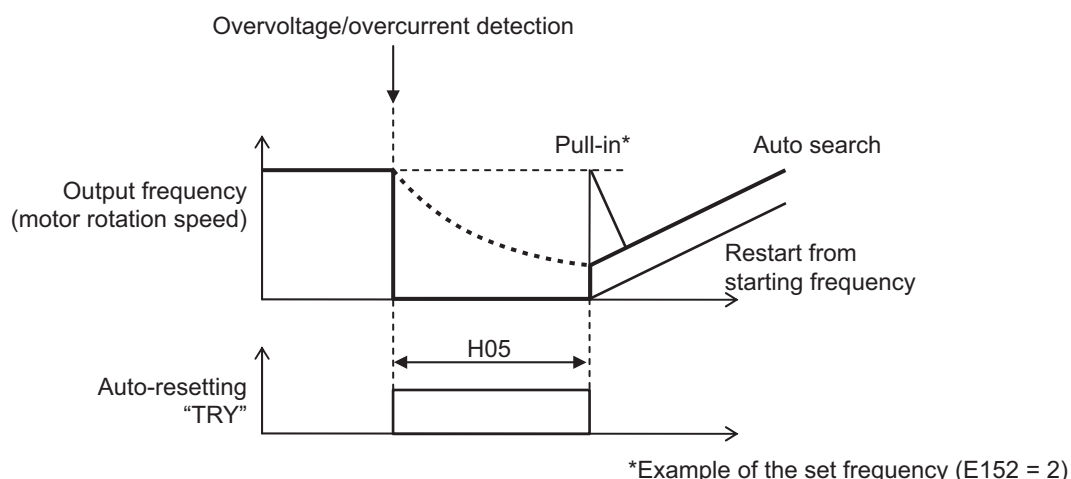 Overvoltage/overcurrent detection
Pull-in*
Auto search
Output frequency
(motor rotation speed)
Restart from
starting frequency
H05
Auto-resetting
“TRY”
*Example of the set frequency (E152 = 2)